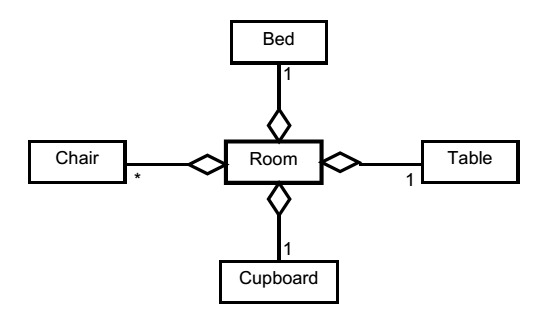 Bed
1
Chair
Room
Table
*
1
1
Cupboard